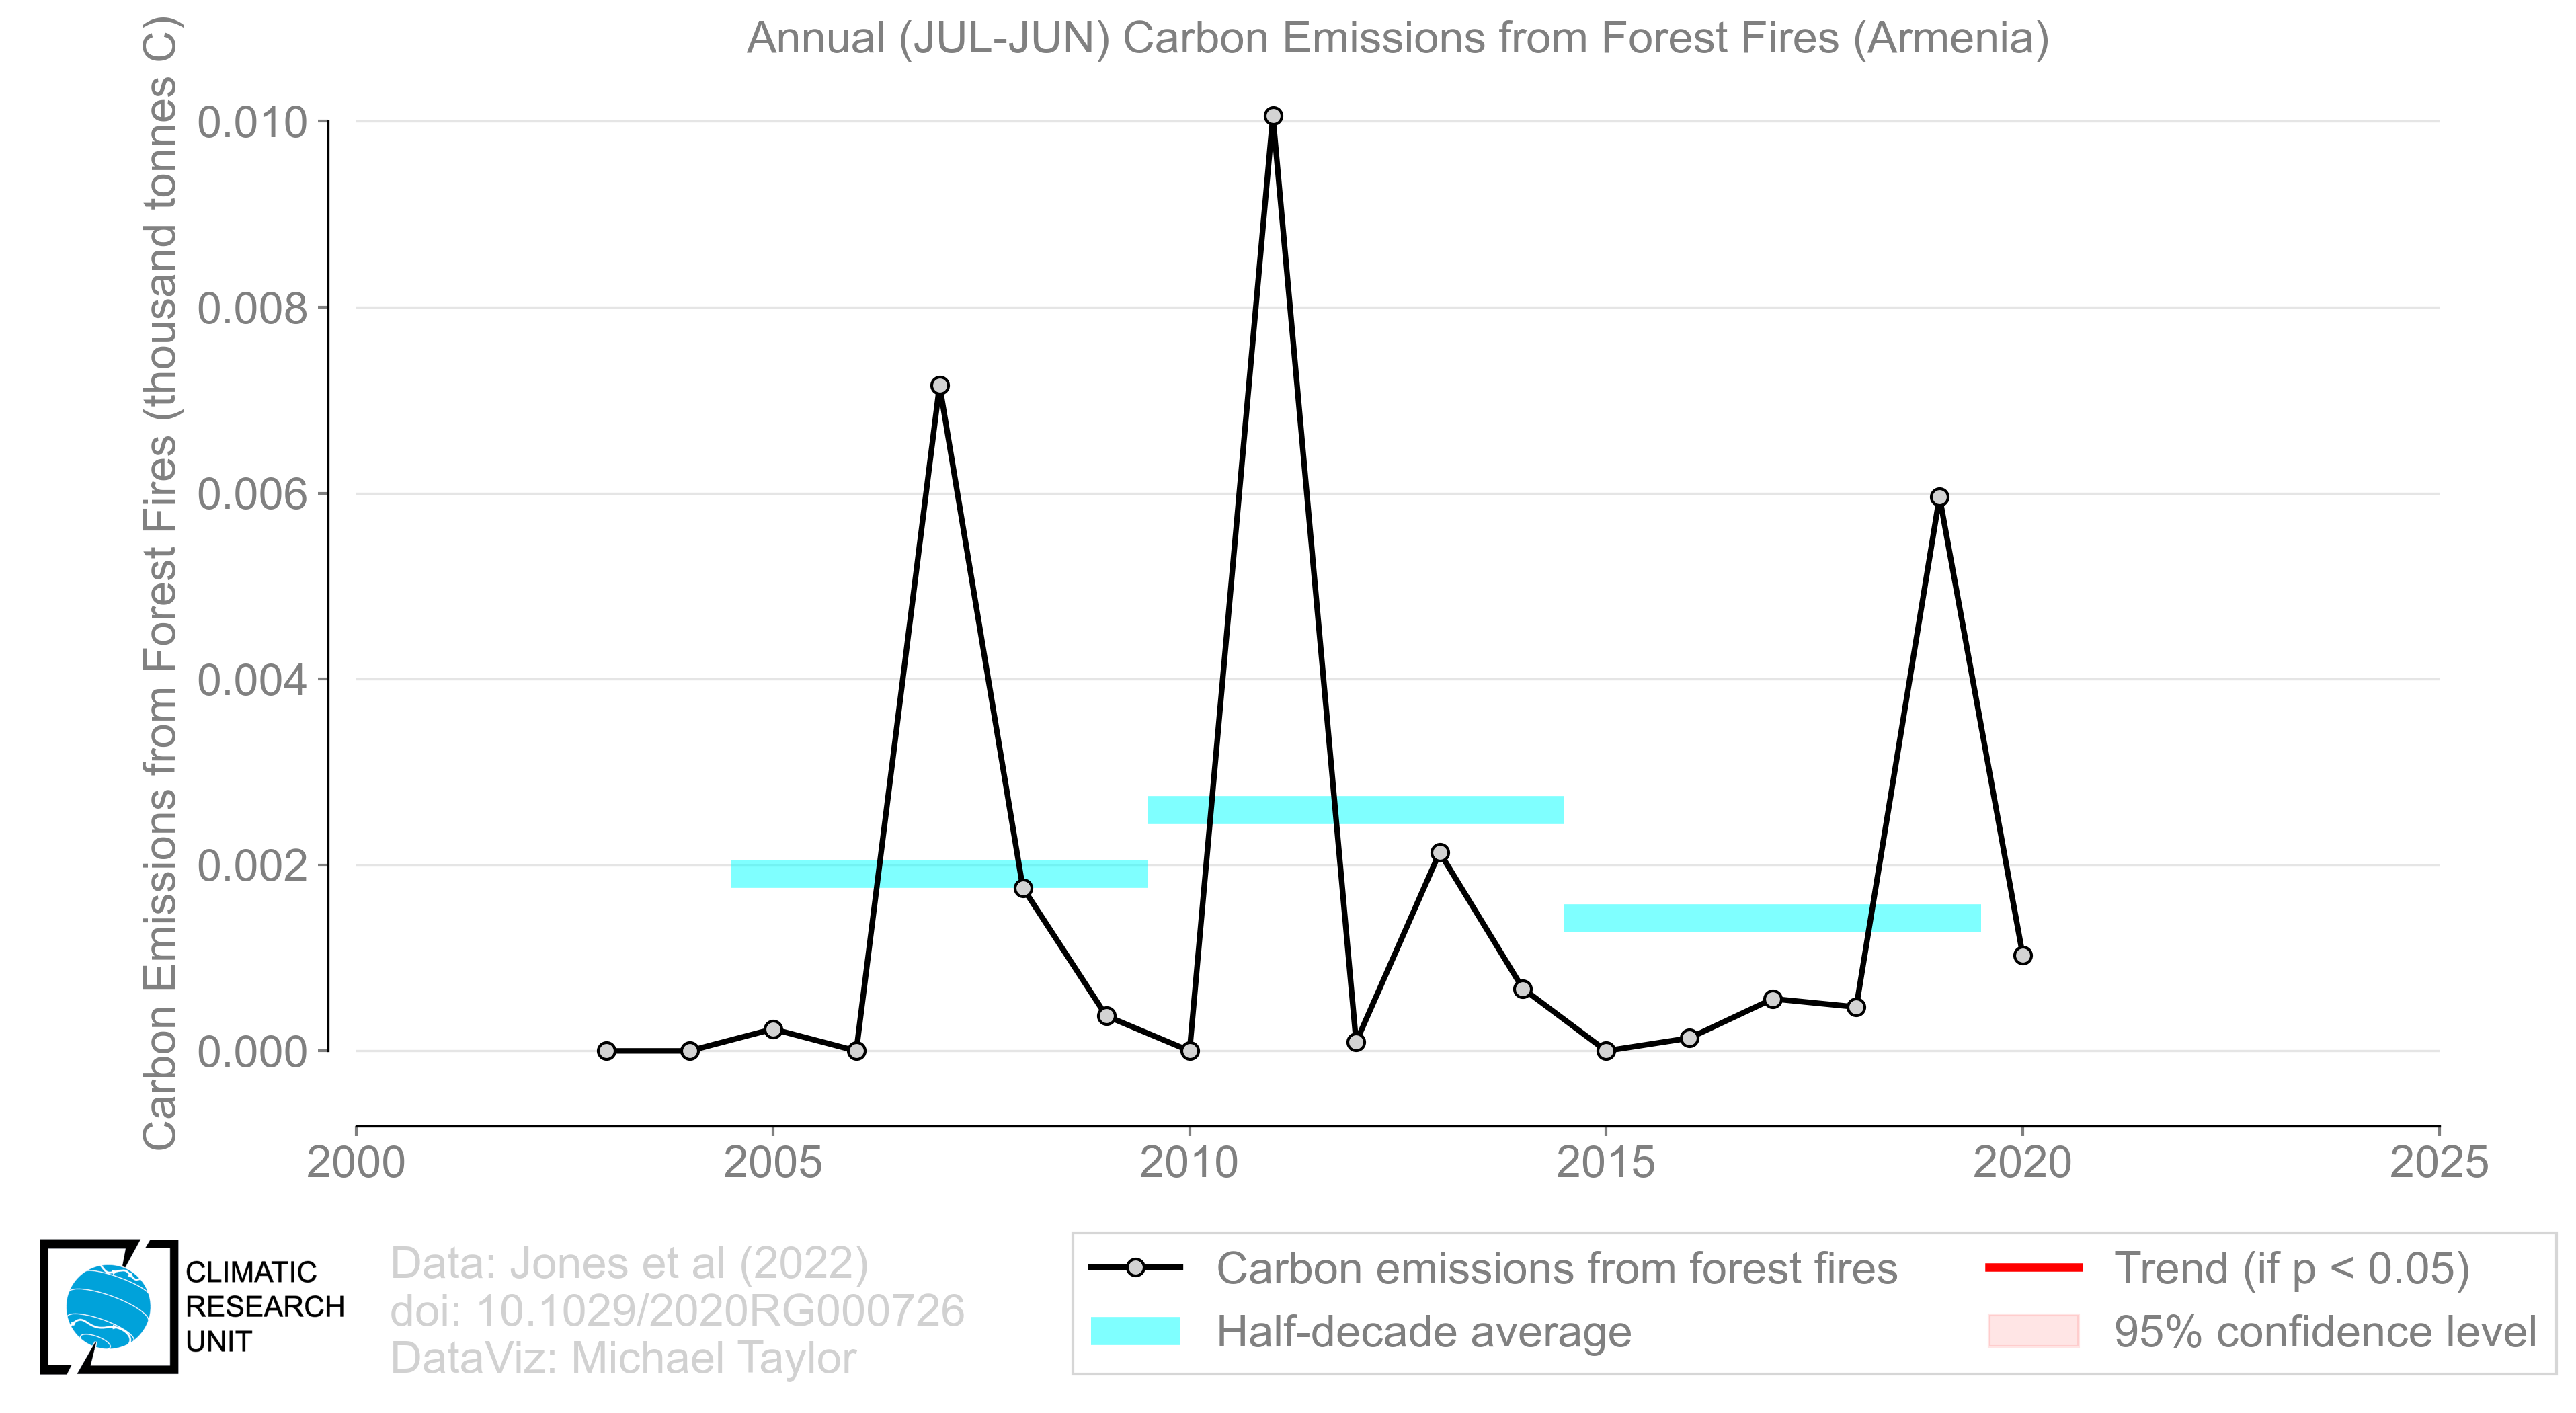 Annual (JUL-JUN) Carbon Emissions from Forest Fires (Armenia)
Carbon Emissions from Forest Fires (thousand tonnes C)
0.010
0.008
0.006
0.004
0.002
0.000
2000
2005
2010
2015
2020
2025
CLIMATIC
RESEARCH
UNIT
Data: Jones et al (2022)
doi: 10.1029/2020RG000726
DataViz: Michael Taylor
Carbon emissions from forest fires
Half-decade average
Trend (if p < 0.05)
95% confidence level